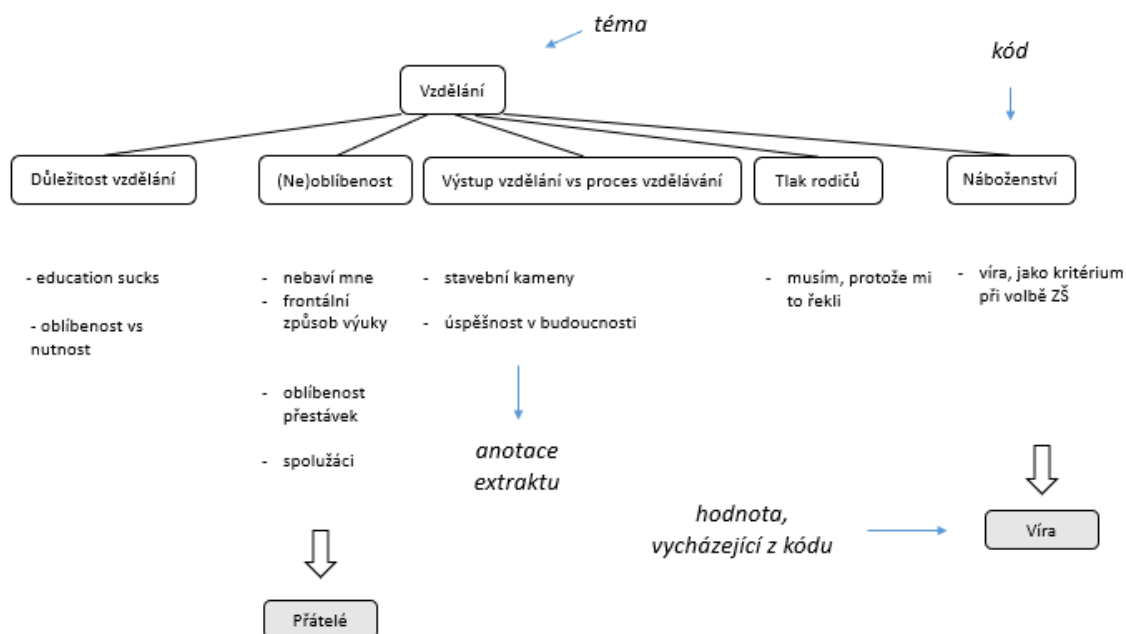 téma
kód
Vzdělání
Důležitost vzdělání
(Ne)oblíbenost
Výstup vzdělání vs proces vzdělávání
Tlak rodičů
Náboženství
- education sucks
- oblíbenost vs
nutnost
- nebaví mne
- frontální
způsob výuky
- oblíbenost
přestávek
- spolužáci
- stavební kameny
- úspěšnost v budoucnosti
- musím, protože mi
to řekli
- víra, jako kritérium
při volbě ZŠ
anotace
extraktu
hodnota,
vycházející z kódu
Víra
Přátelé